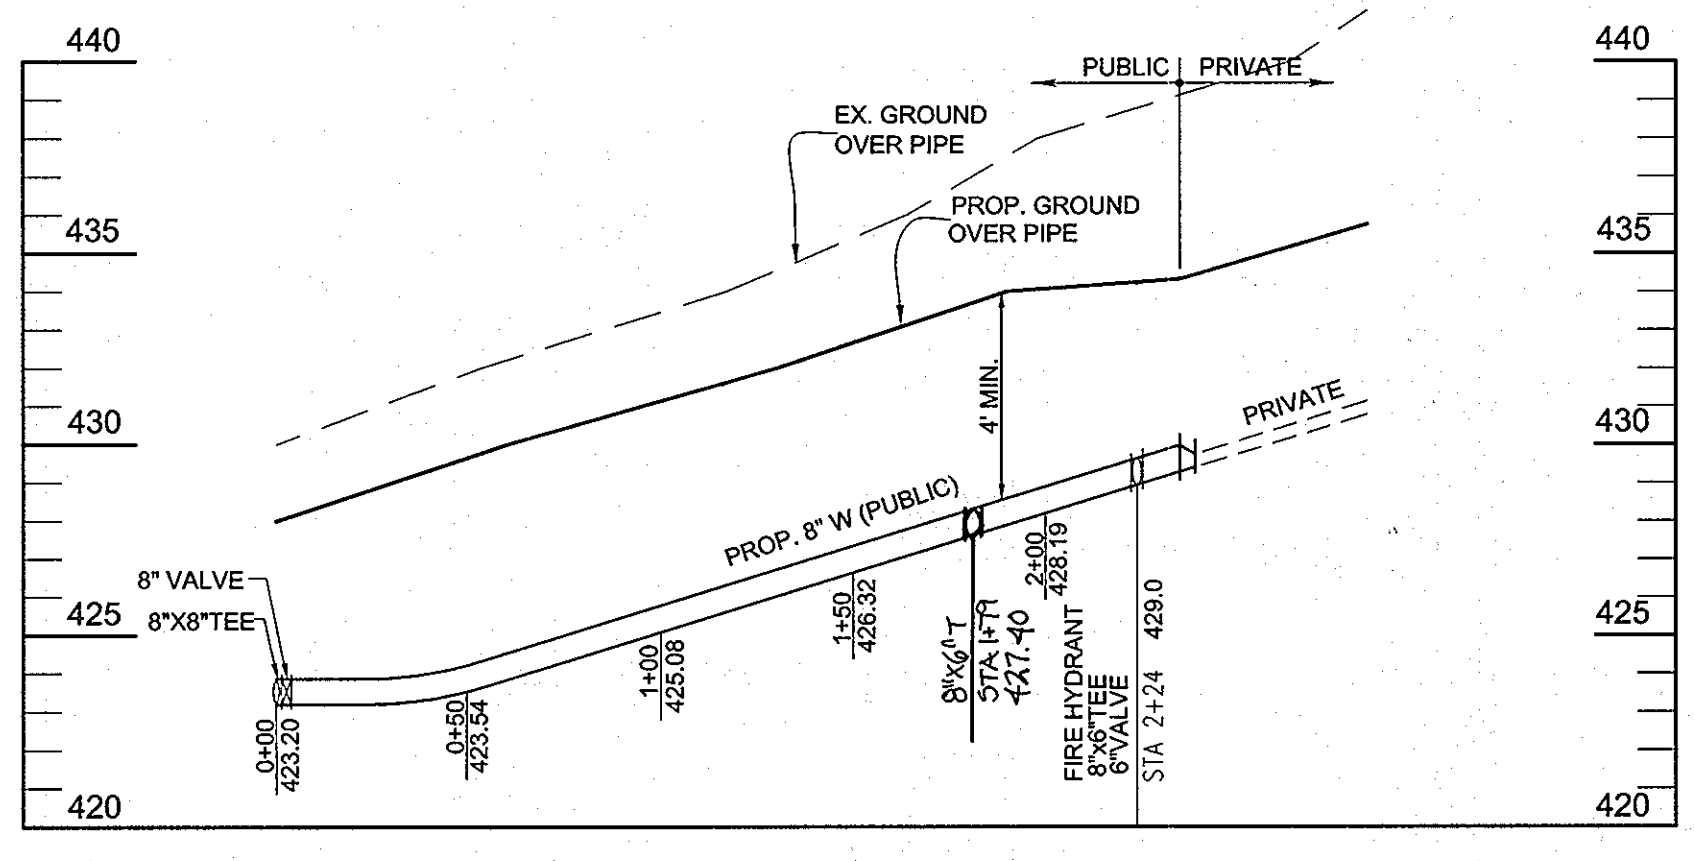 440
440
PUBLIC
PRIVATE
EX. GROUND
OVER PIPE
PROP. GROUND
OVER PIPE
435
435
4' MIN.
PRIVATE
430
430
PROP. 8" W (PUBLIC)
8" VALVE
8"X8"TEE
425
425
0+00
423.20
0+50
423.54
1+00
425.08
1+50
426.32
8"x6"T
STA 1+79
427.40
2+00
428.19
FIRE HYDRANT
8"x6"TEE
6"VALVE
STA 2+24 429.0
420
420